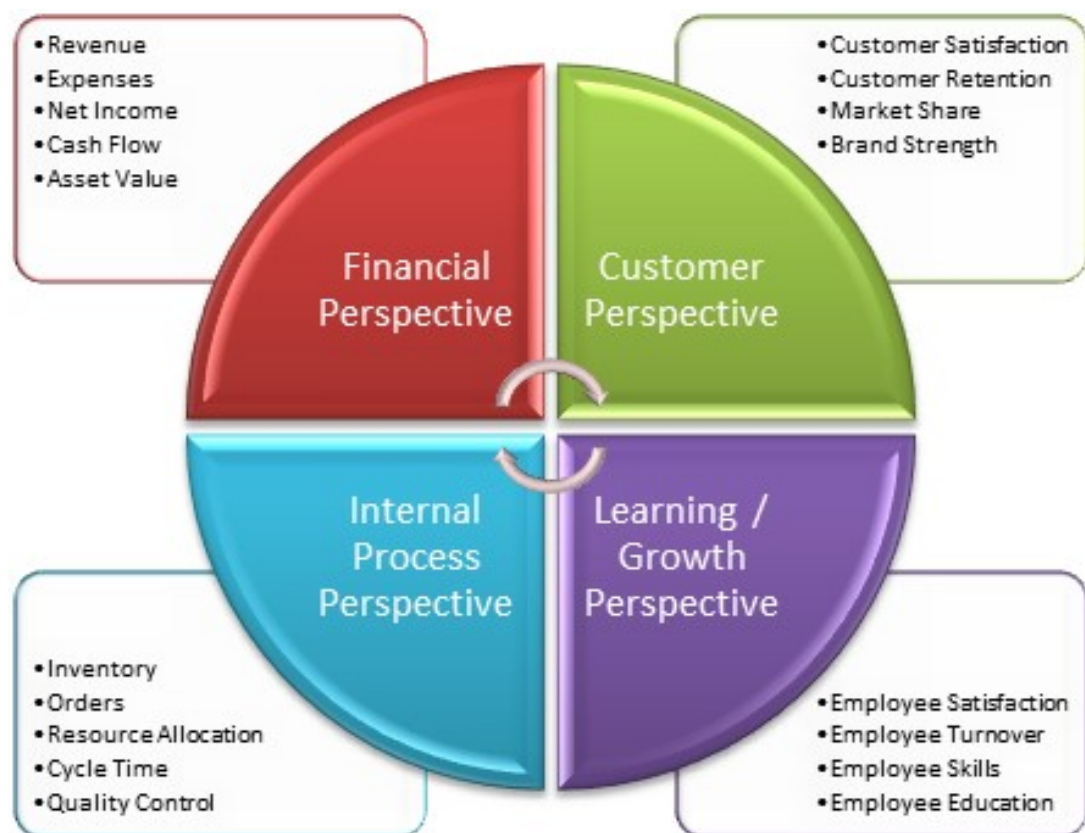 •Revenue
•Expenses
•Net Income
•Cash Flow
•Asset Value
•Customer Satisfaction
•Customer Retention
•Market Share
•Brand Strength
Financial
Perspective
Customer
Perspective
Internal
Process
Perspective
Learning /
Growth
Perspective
•Inventory
•Orders
•Resource Allocation
•Cycle Time
•Quality Control
•Employee Satisfaction
•Employee Turnover
•Employee Skills
•Employee Education